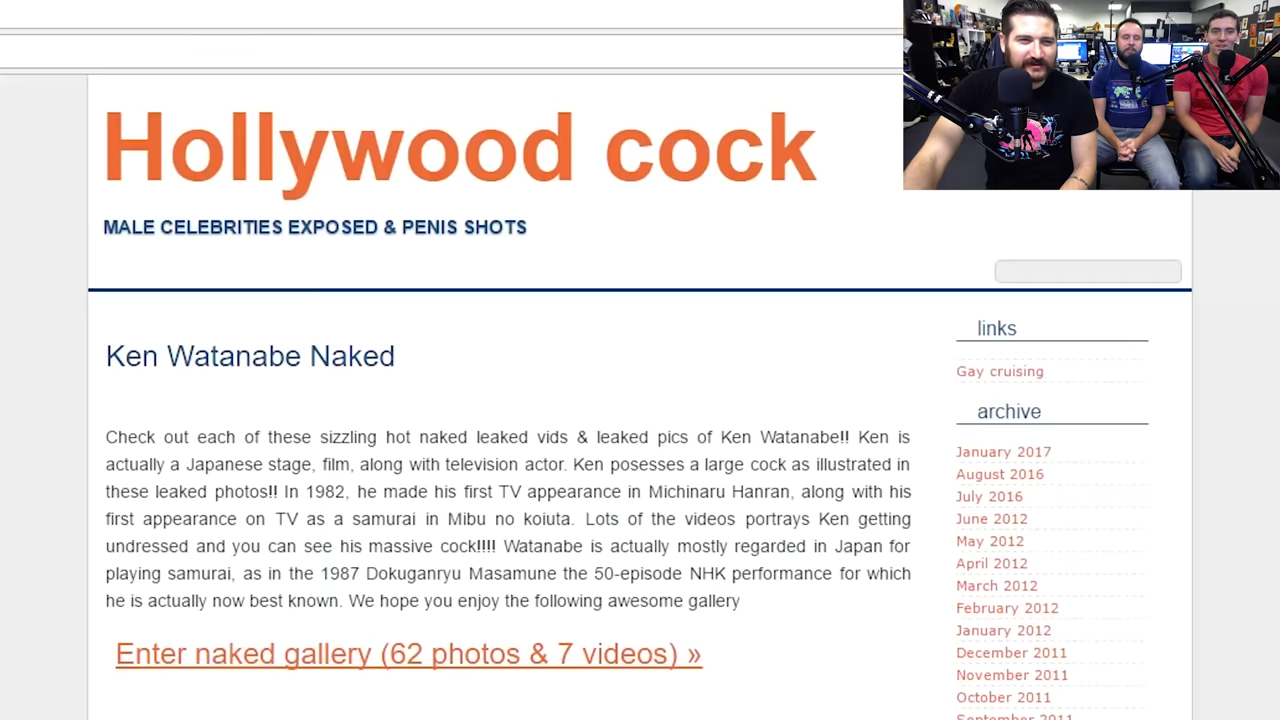 Hollywood cock
MALE CELEBRITIES EXPOSED & PENIS SHOTS
Ken Watanabe Naked
Check out each of these sizzling hot naked leaked vids & leaked pics of Ken Watanabe!! Ken is
actually a Japanese stage, film, along with television actor. Ken posesses a large cock as illustrated in
these leaked photos!! In 1982, he made his first TV appearance in Michinaru Hanran, along with his
first appearance on TV as a samurai in Mibu no koiuta. Lots of the videos portrays Ken getting
undressed and you can see his massive cock!!!! Watanabe is actually mostly regarded in Japan for
playing samurai, as in the 1987 Dokuganryu Masamune the 50-episode NHK performance for which
he is actually now best known. We hope you enjoy the following awesome gallery
Enter naked gallery (62 photos & 7 videos) »
links
Gay cruising
archive
January 2017
August 2016
July 2016
June 2012
May 2012
April 2012
March 2012
February 2012
January 2012
December 2011
November 2011
October 2011
September 2011